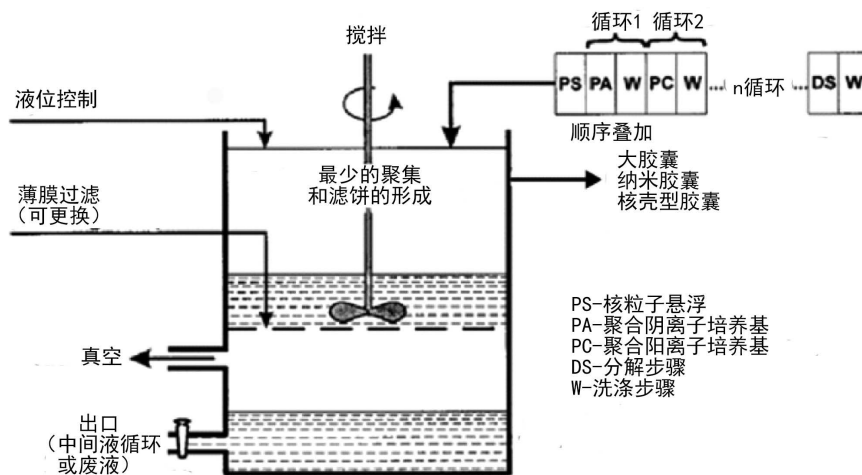 搅拌
循环1 循环2
液位控制
PS PA W PC W ... n循环 ... DS W
顺序叠加
大胶囊
纳米胶囊
核壳型胶囊
最少的聚集
和滤饼的形成
薄膜过滤
（可更换）
PS-核粒子悬浮
PA-聚合阴离子培养基
PC-聚合阳离子培养基
DS-分解步骤
W-洗涤步骤
真空
出口
（中间液循环
或废液）